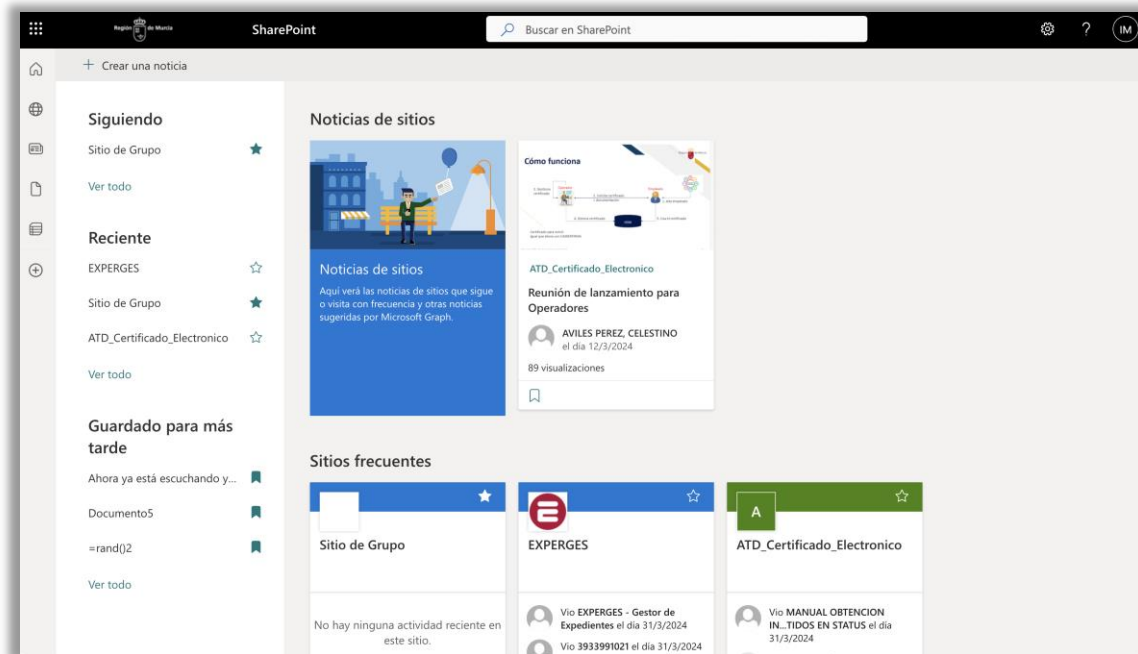 Región de Murcia
SharePoint
Buscar en SharePoint
?
IM
+ Crear una noticia
Siguiendo
Sitio de Grupo
Ver todo
Reciente
EXPERGES
Sitio de Grupo
ATD_Certificado_Electronico
Ver todo
Guardado para más
tarde
Ahora ya está escuchando y...
Documento5
=rand()2
Ver todo
Noticias de sitios
Noticias de sitios
Aquí verá las noticias de sitios que sigue
o visita con frecuencia y otras noticias
sugeridas por Microsoft Graph.
Cómo funciona
ATD_Certificado_Electronico
Reunión de lanzamiento para
Operadores
AVILES PEREZ, CELESTINO
el día 12/3/2024
89 visualizaciones
Sitios frecuentes
Sitio de Grupo
No hay ninguna actividad reciente en
este sitio.
EXPERGES
Vio EXPERGES - Gestor de
Expedientes el día 31/3/2024
Vio 3933991021 el día 31/3/2024
A
ATD_Certificado_Electronico
Vio MANUAL OBTENCION
IN...TIDOS EN STATUS el día
31/3/2024